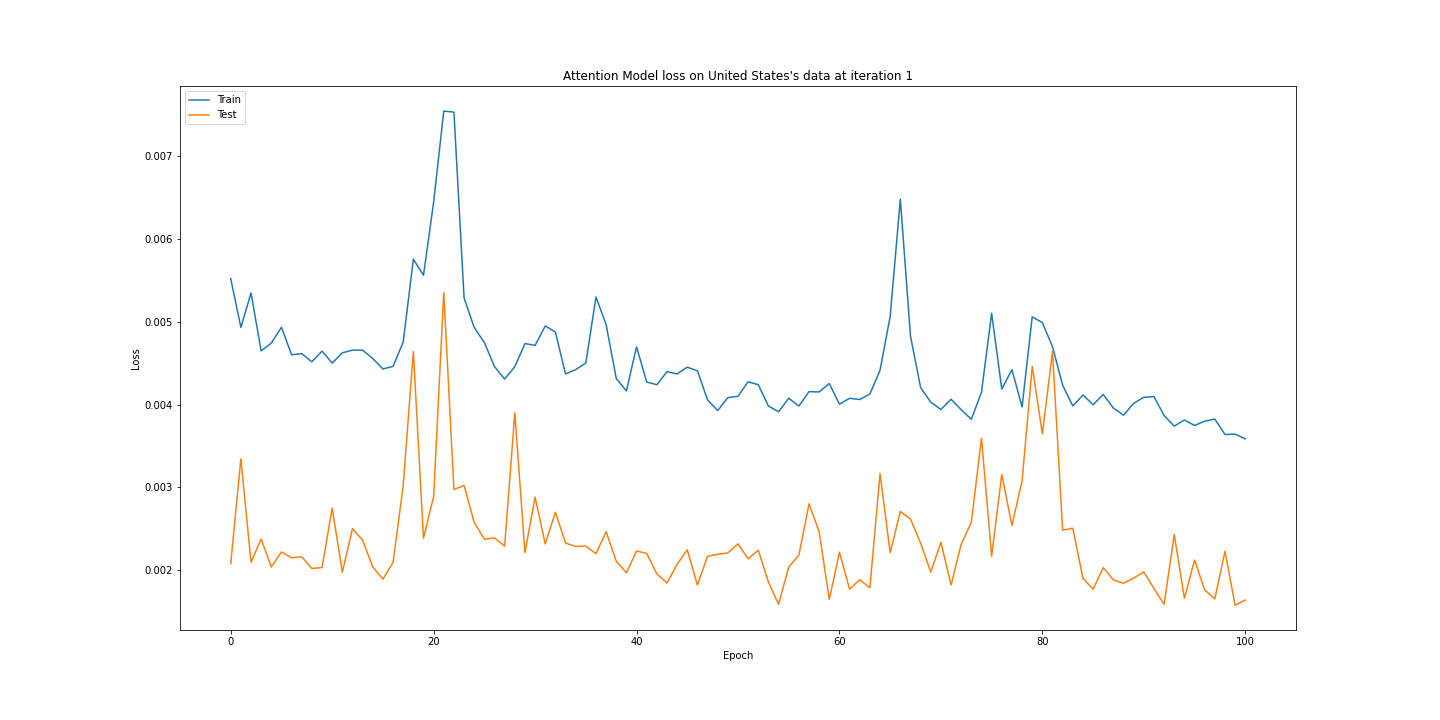 Attention Model loss on United States's data at iteration 1
Train
Test
0.007
0.006
0.005
0.004
0.003
0.002
Loss
0 20 40 60 80 100
Epoch